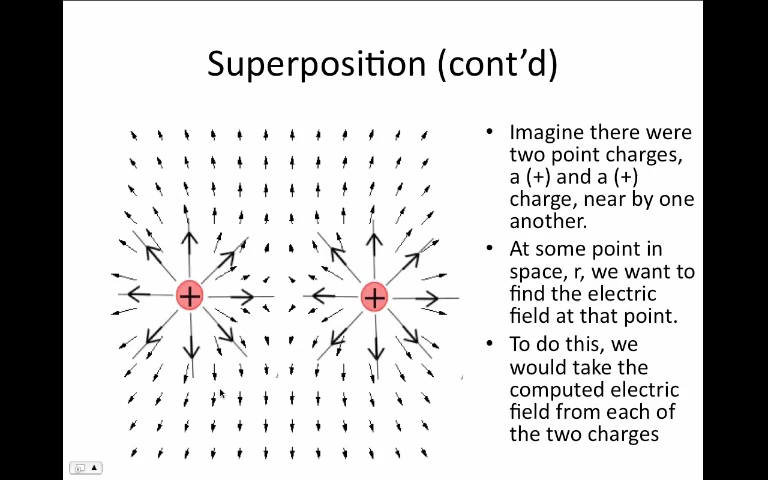 Superposition (cont’d)
• Imagine there were
two point charges,
a (+) and a (+)
charge, near by one
another.
• At some point in
space, r, we want to
find the electric
field at that point.
• To do this, we
would take the
computed electric
field from each of
the two charges
+ +